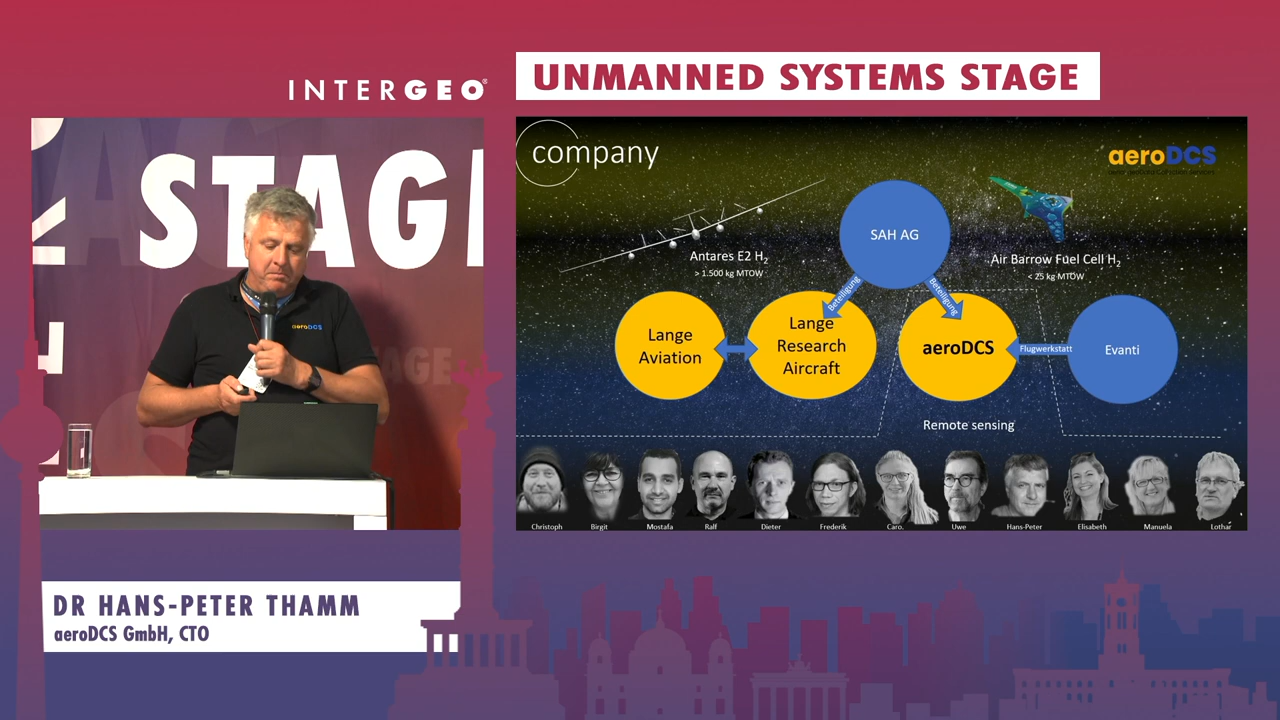 INTERGEO®
UNMANNED SYSTEMS STAGE
STAG
STAGE
company
aeroDCS
SAH AG
Antares E2 H2
> 1.500 kg MTOW
Air Barrow Fuel Cell H2
< 25 kg MTOW
Beteiligung
Beteiligung
Lange
Aviation
Lange
Research
Aircraft
aeroDCS
Flugwerkstatt
Evanti
Remote sensing
Christoph
Birgit
Mostafa
Ralf
Dieter
Frederik
Caro.
Uwe
Hans-Peter
Elisabeth
Manuela
Lothar
aeroDCS
DR HANS-PETER THAMM
aeroDCS GmbH, CTO